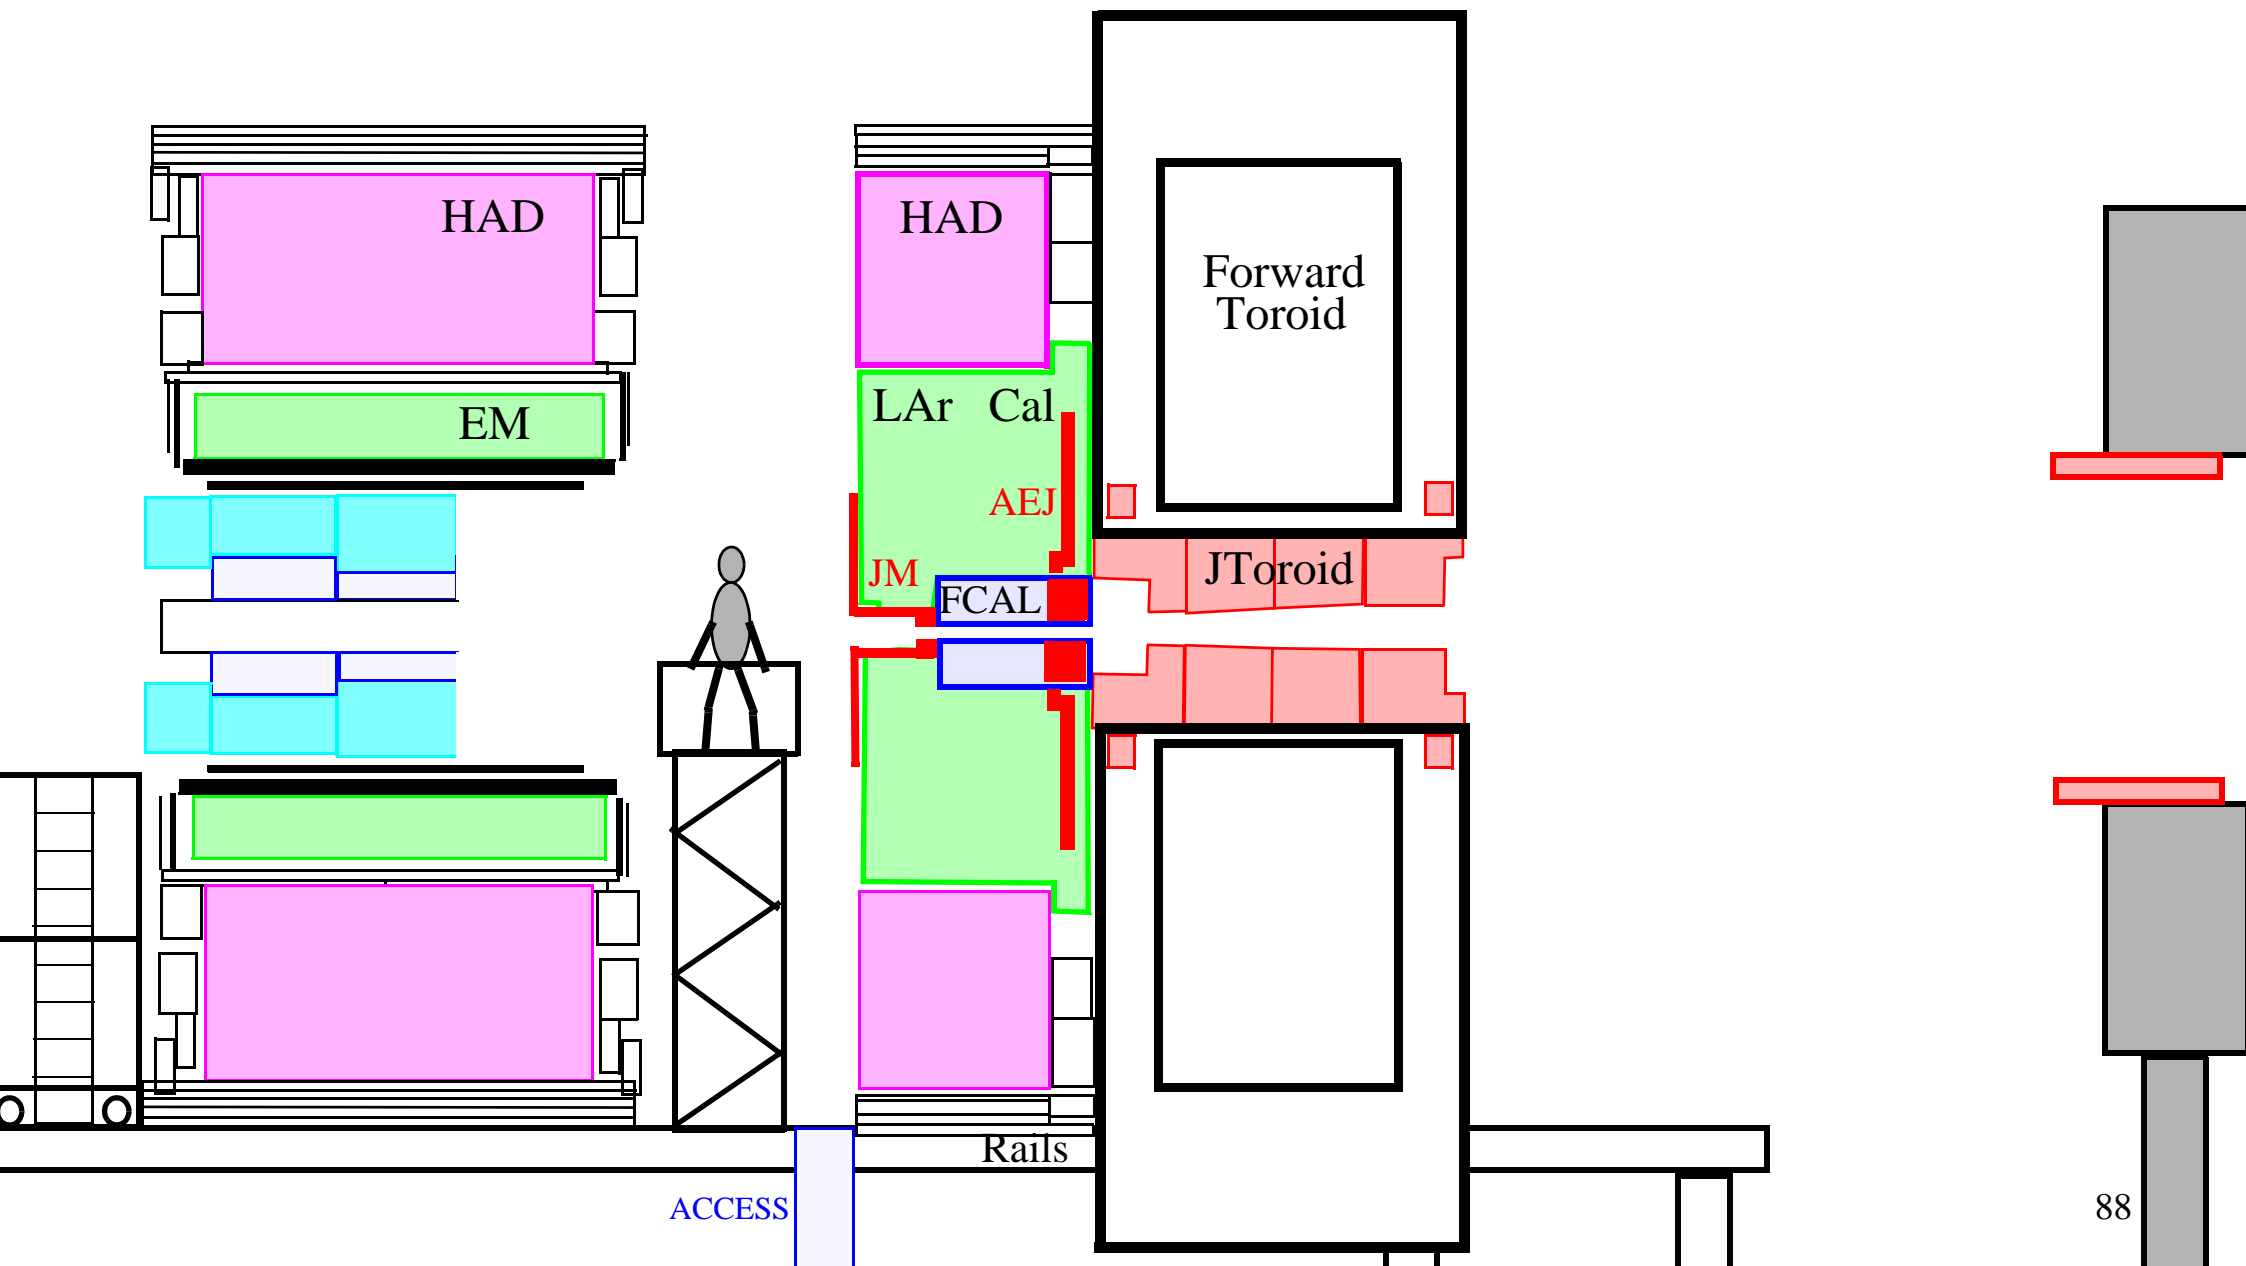 HAD
HAD
Forward
Toroid
LAr Cal
EM
AEJ
JM
JToroid
FCAL
Rails
ACCESS
88